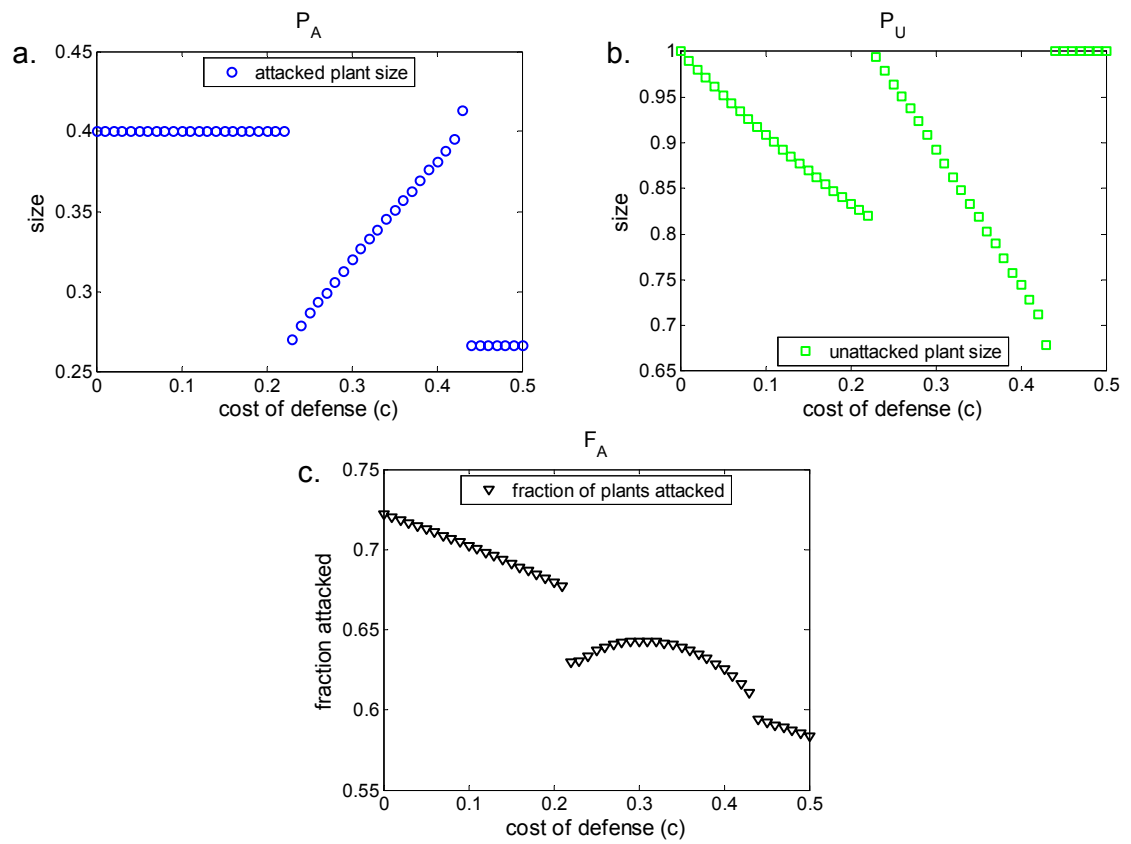 a.
P_A
0.45
0.4
0.35
0.3
0.25
size
attacked plant size
0 0.1 0.2 0.3 0.4 0.5
cost of defense (c)
b.
P_U
1
0.95
0.9
0.85
0.8
0.75
0.7
0.65
size
unattacked plant size
0 0.1 0.2 0.3 0.4 0.5
cost of defense (c)
c.
F_A
0.75
0.7
0.65
0.6
0.55
fraction attacked
fraction of plants attacked
0 0.1 0.2 0.3 0.4 0.5
cost of defense (c)